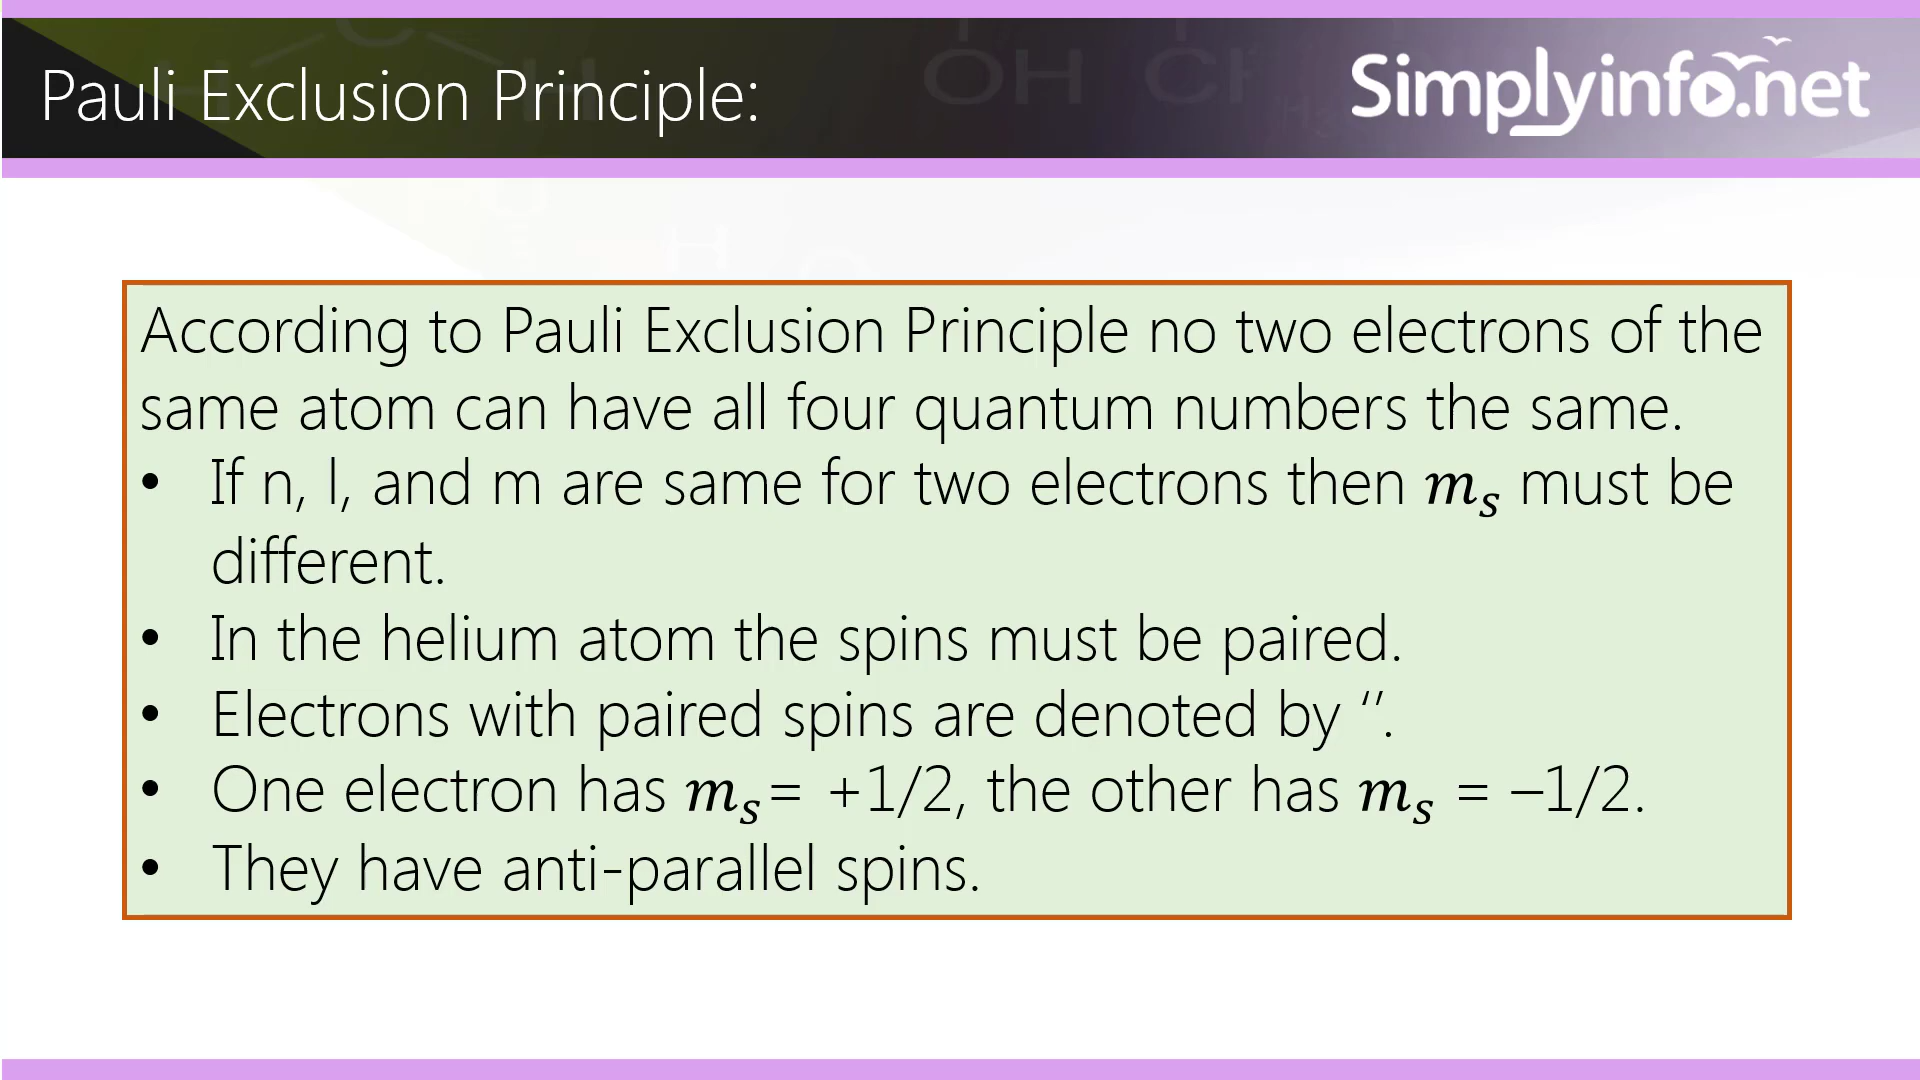 Pauli Exclusion Principle:
Simplyinfo.net
According to Pauli Exclusion Principle no two electrons of the
same atom can have all four quantum numbers the same.
• If n, l, and m are same for two electrons then mₛ must be
different.
• In the helium atom the spins must be paired.
• Electrons with paired spins are denoted by ‘’.
• One electron has mₛ= +1/2, the other has mₛ = –1/2.
• They have anti-parallel spins.